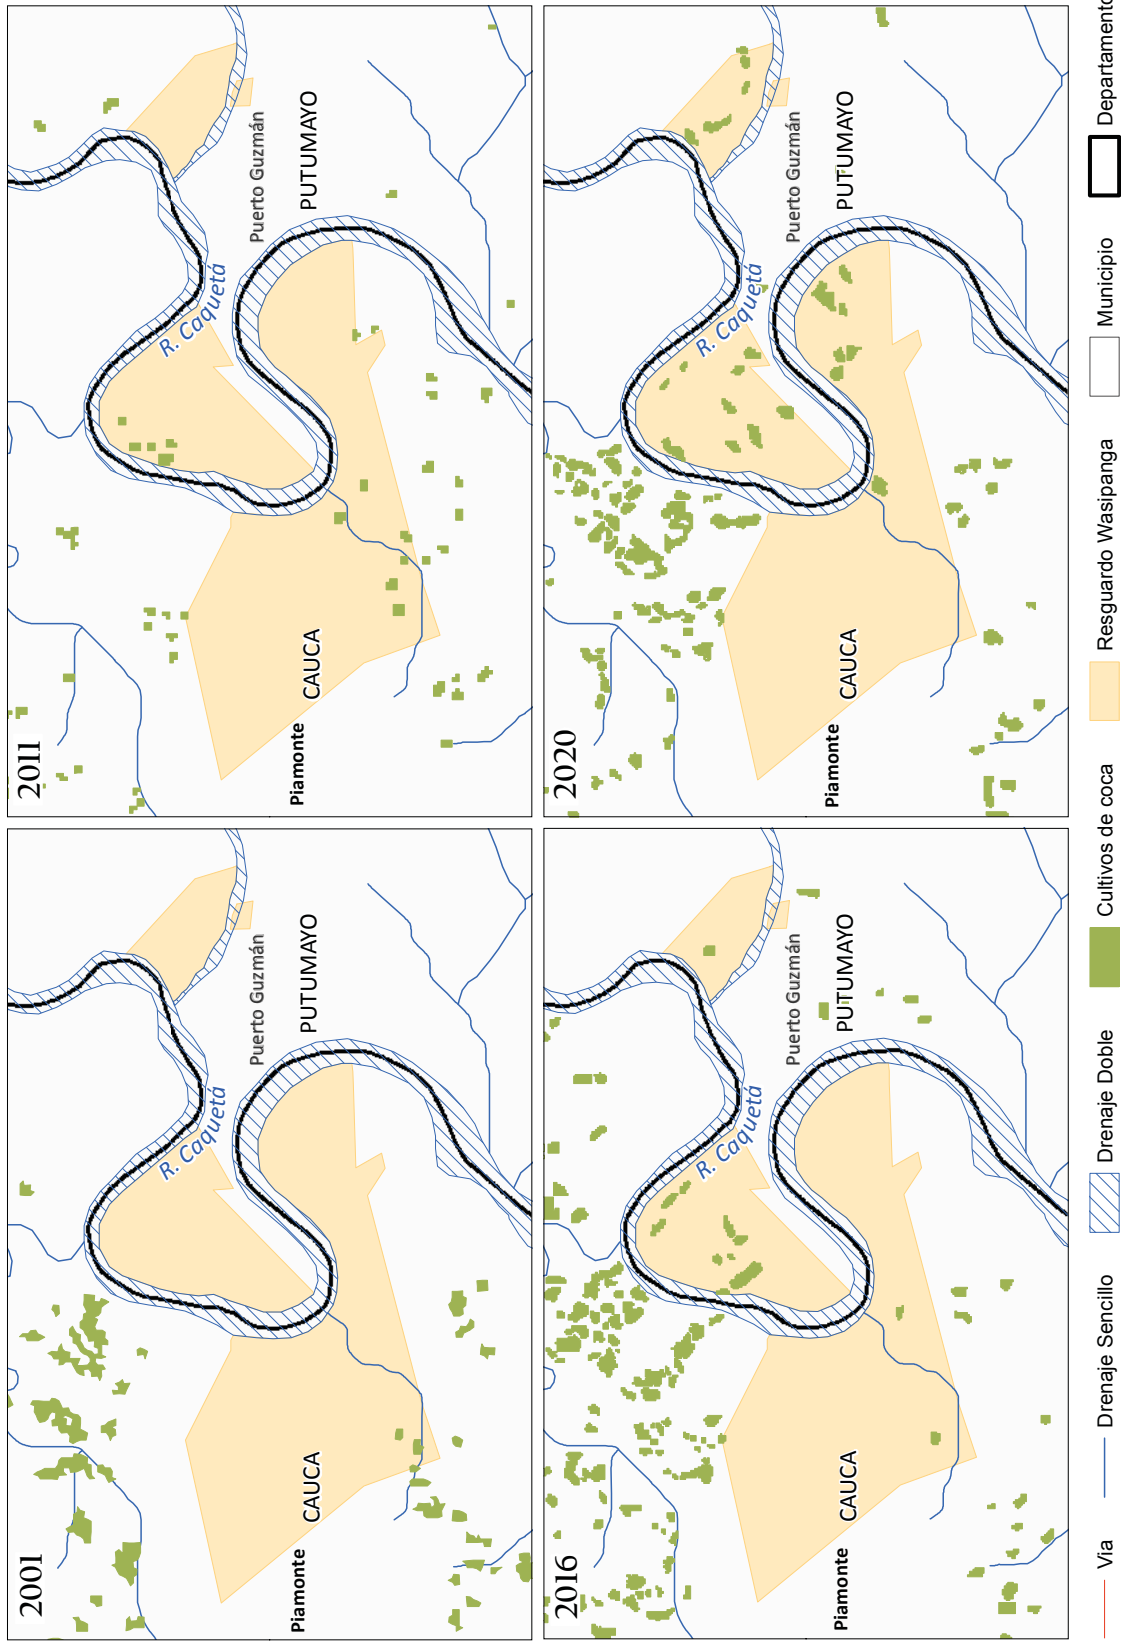 2001
R. Caquetá
Puerto Guzmán
PUTUMAYO
CAUCA
Piamonte
2011
R. Caquetá
Puerto Guzmán
PUTUMAYO
CAUCA
Piamonte
2016
R. Caquetá
Puerto Guzmán
PUTUMAYO
CAUCA
Piamonte
2020
R. Caquetá
Puerto Guzmán
PUTUMAYO
CAUCA
Piamonte
Via
Drenaje Sencillo
Drenaje Doble
Cultivos de coca
Resguardo Wasipanga
Municipio
Departamento